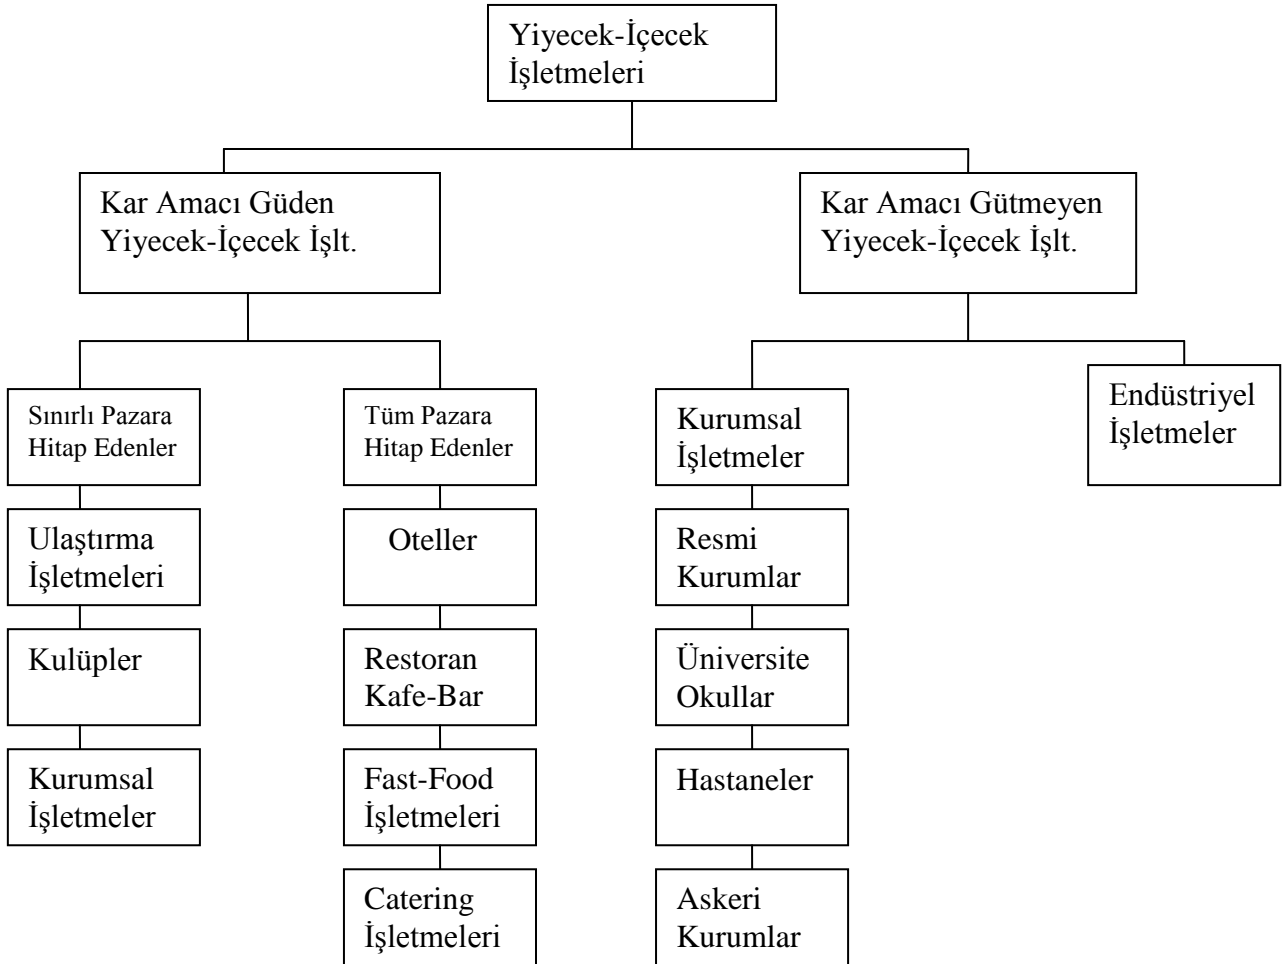 Yiyecek-İçecek
İşletmeleri
Kar Amacı Güden
Yiyecek-İçecek İşlt.
Kar Amacı Gütmeyen
Yiyecek-İçecek İşlt.
Sınırlı Pazara
Hitap Edenler
Tüm Pazara
Hitap Edenler
Kurumsal
İşletmeler
Endüstriyel
İşletmeler
Ulaştırma
İşletmeleri
Oteller
Resmi
Kurumlar
Kulüpler
Restoran
Kafe-Bar
Üniversite
Okullar
Kurumsal
İşletmeler
Fast-Food
İşletmeleri
Hastaneler
Catering
İşletmeleri
Askeri
Kurumlar